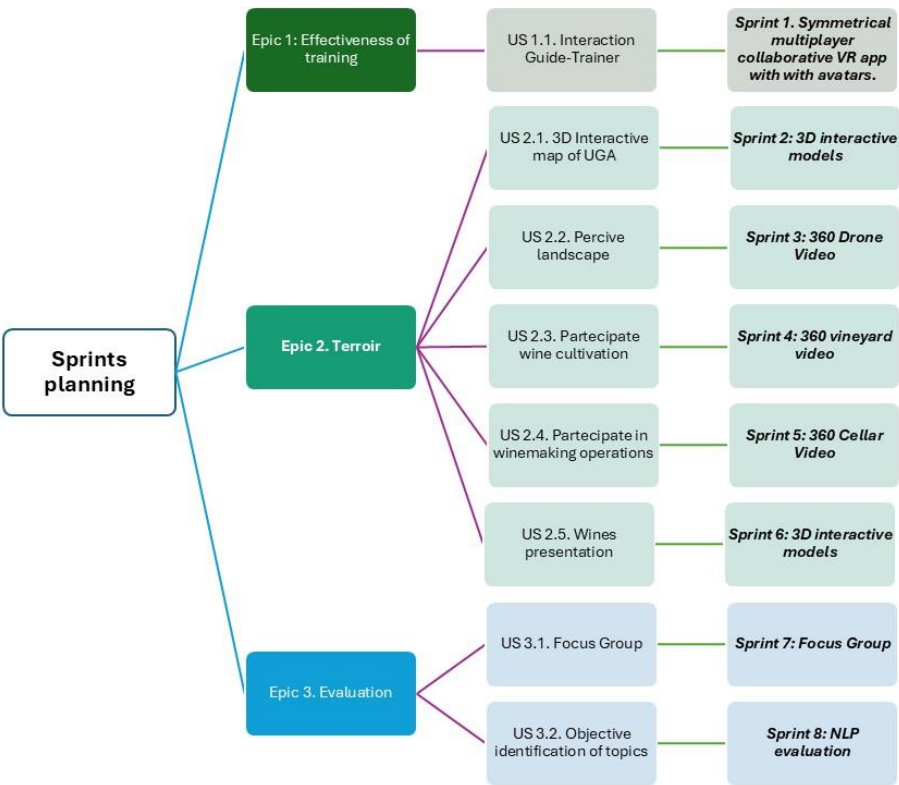 Sprints
planning
Epic 1: Effectiveness of
training
US 1.1. Interaction
Guide-Trainer
Sprint 1. Symmetrical
multiplayer
collaborative VR app
with with avatars.
Epic 2. Terroir
US 2.1. 3D Interactive
map of UGA
Sprint 2: 3D interactive
models
US 2.2. Percive
landscape
Sprint 3: 360 Drone
Video
US 2.3. Partecipate
wine cultivation
Sprint 4: 360 vineyard
video
US 2.4. Partecipate in
winemaking operations
Sprint 5: 360 Cellar
Video
US 2.5. Wines
presentation
Sprint 6: 3D interactive
models
Epic 3. Evaluation
US 3.1. Focus Group
Sprint 7: Focus Group
US 3.2. Objective
identification of topics
Sprint 8: NLP
evaluation